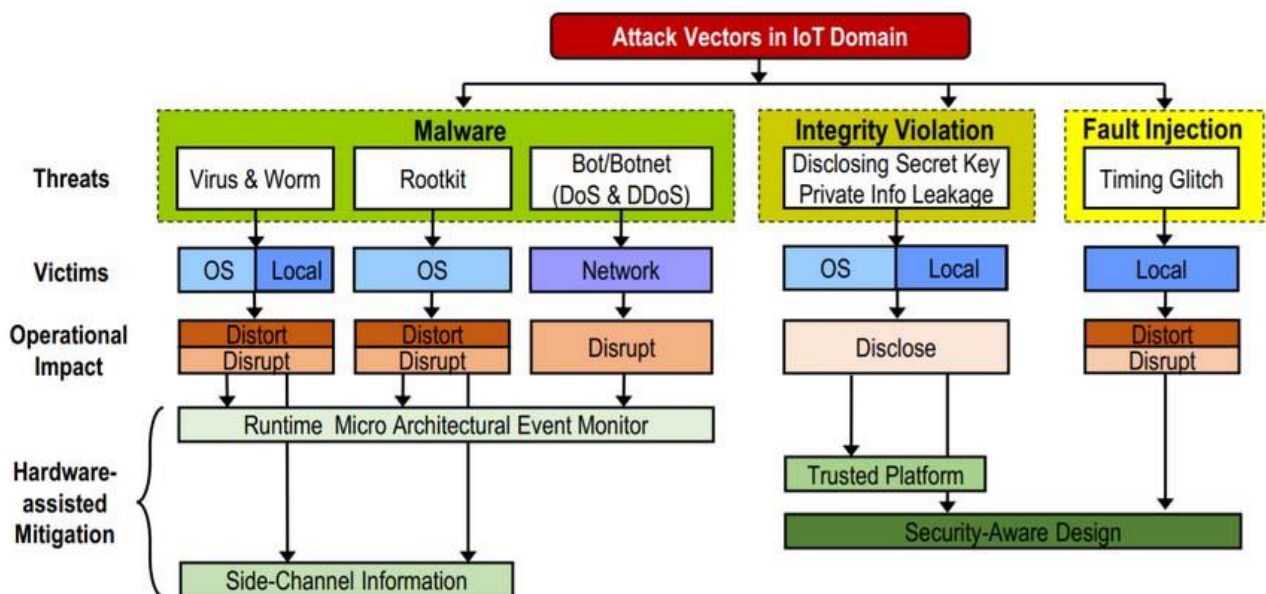 Attack Vectors in IoT Domain
Malware
Integrity Violation
Fault Injection
Threats
Virus & Worm
Rootkit
Bot/Botnet
(DoS & DDoS)
Disclosing Secret Key
Private Info Leakage
Timing Glitch
Victims
OS
Local
OS
Network
OS
Local
Local
Operational
Impact
Distort
Disrupt
Distort
Disrupt
Disrupt
Disclose
Distort
Disrupt
Hardware-
assisted
Mitigation
Runtime Micro Architectural Event Monitor
Trusted Platform
Security-Aware Design
Side-Channel Information